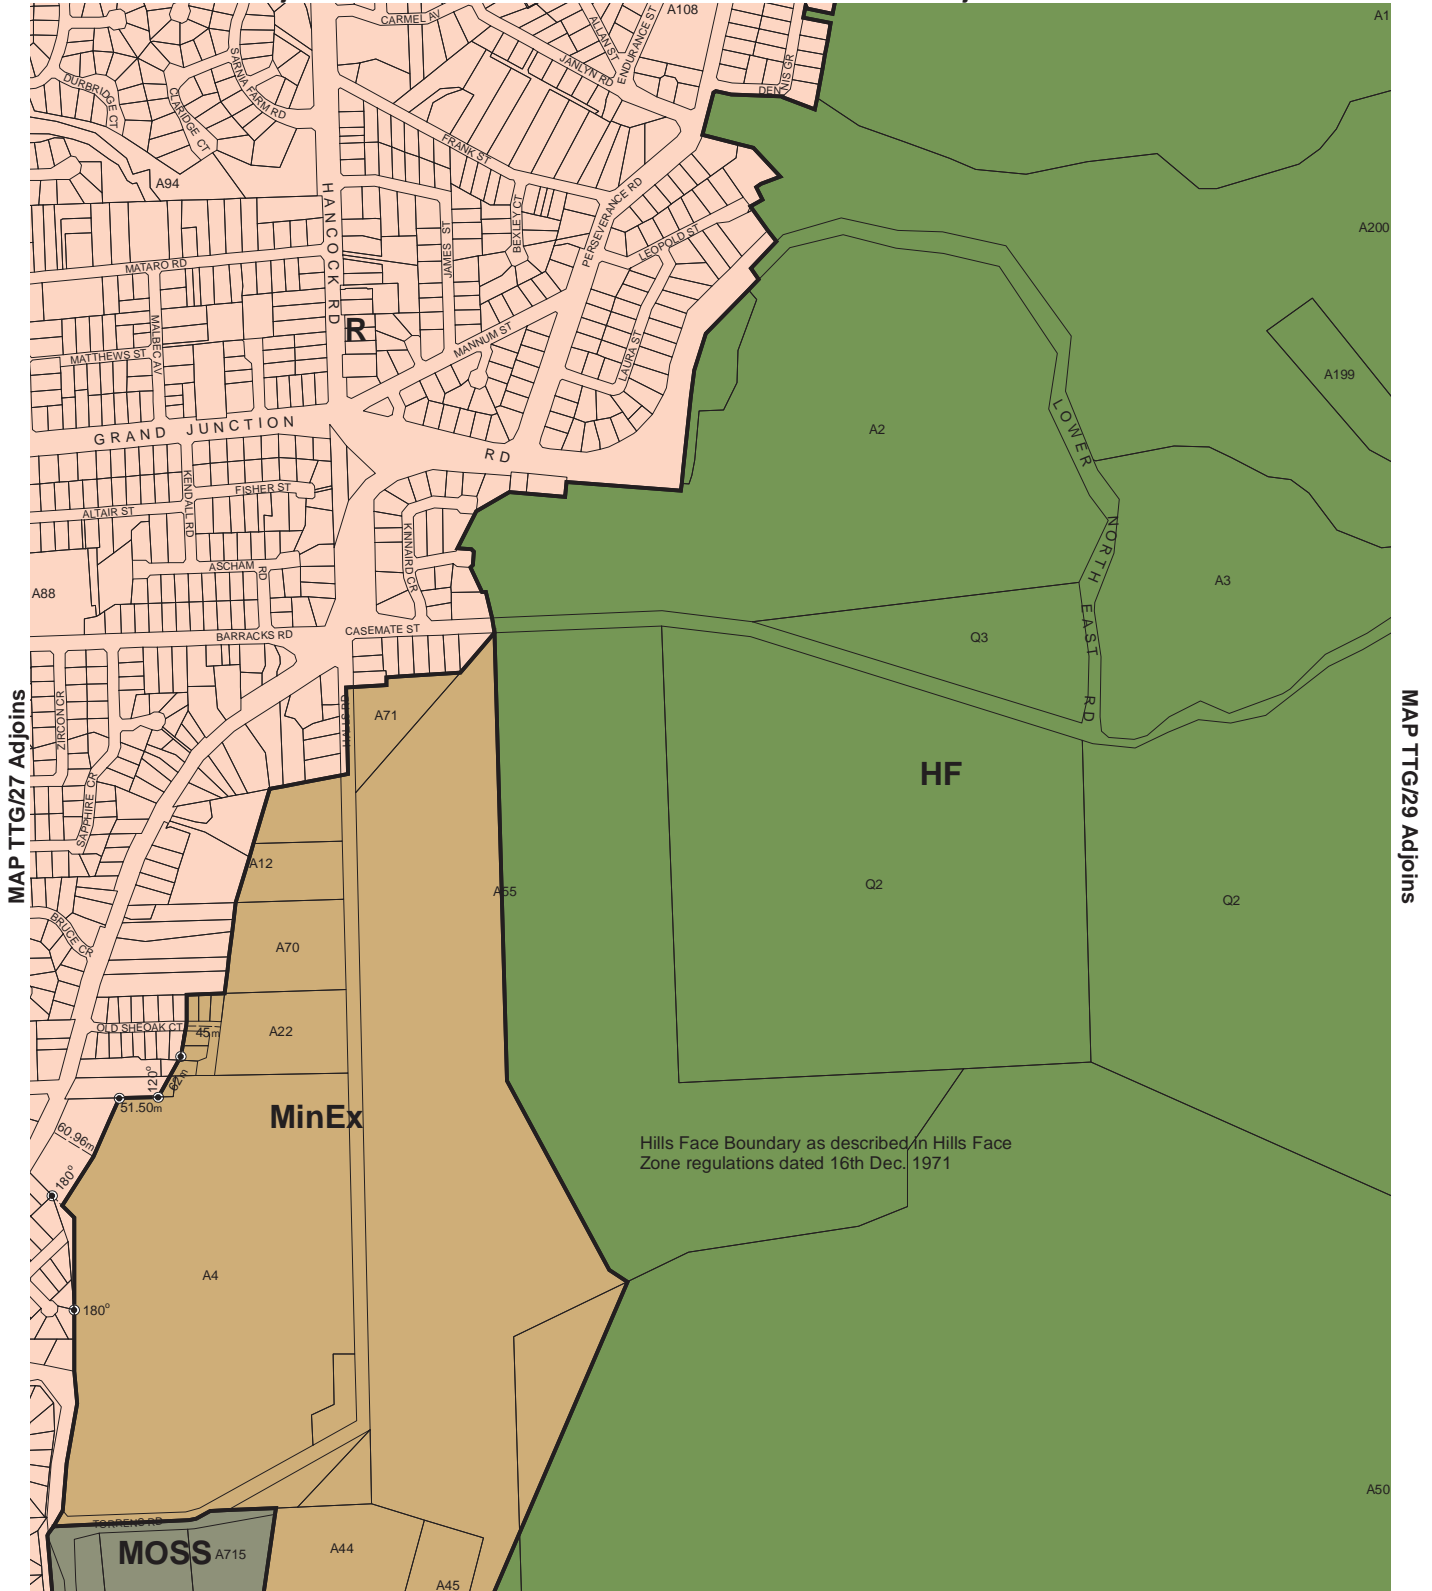 CARMEL AV
ALLAN ST
ENDURANCE ST
A108
A1
JANLYN RD
DENNIS GR
SARNIA FARM RD
DURBRIDGE CT
CLARIDGE CT
FRANK ST
A94
HANCOCK RD
PERSEVERANCE RD
BEXLEY CT
JAMES ST
LEOPOLD ST
A200
MATARO RD
MALBEC AV
R
MANNUM ST
LAURA ST
MATTHEWS ST
A199
GRAND JUNCTION
RD
A2
LOWER
NORTH
EAST
RD
KENDALL RD
FISHER ST
ALTAIR ST
KINNAIRD CR
ASCHAM
RD
A88
A3
BARRACKS RD
CASEMATE ST
Q3
ZIRCON CR
A71
MAP TTG/27 Adjoins
MAP TTG/29 Adjoins
HF
SAPPHIRE CR
A12
A55
Q2
Q2
BRUCE CR
A70
OLD SHEOAK CT
45m
A22
120°
62m
51.50m
MinEx
60.96m
Hills Face Boundary as described in Hills Face
Zone regulations dated 16th Dec. 1971
180°
A4
180°
A50
TORRENS RD
MOSS
A715
A44
A45